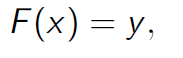 F(x) = y,